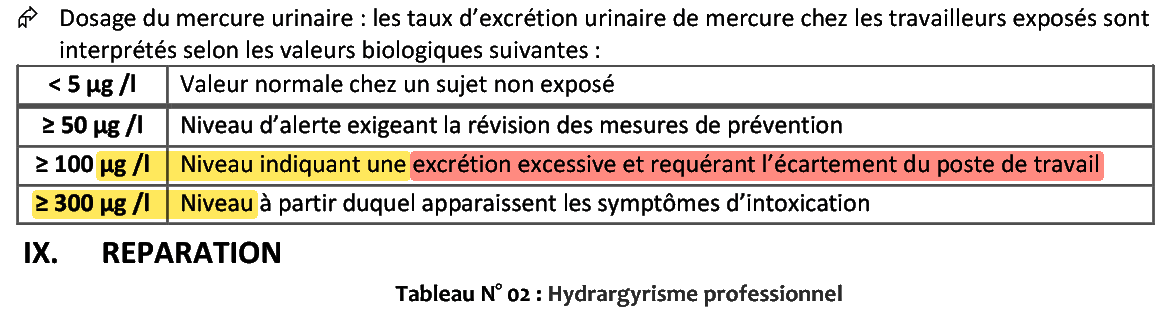 Dosage du mercure urinaire : les taux d’excrétion urinaire de mercure chez les travailleurs exposés sont
interprétés selon les valeurs biologiques suivantes :
< 5 µg /l Valeur normale chez un sujet non exposé
≥ 50 µg /l Niveau d’alerte exigeant la révision des mesures de prévention
≥ 100 µg /l Niveau indiquant une excrétion excessive et requérant l’écartement du poste de travail
≥ 300 µg /l Niveau à partir duquel apparaissent les symptômes d’intoxication
IX. REPARATION
Tableau N° 02 : Hydrargyrisme professionnel